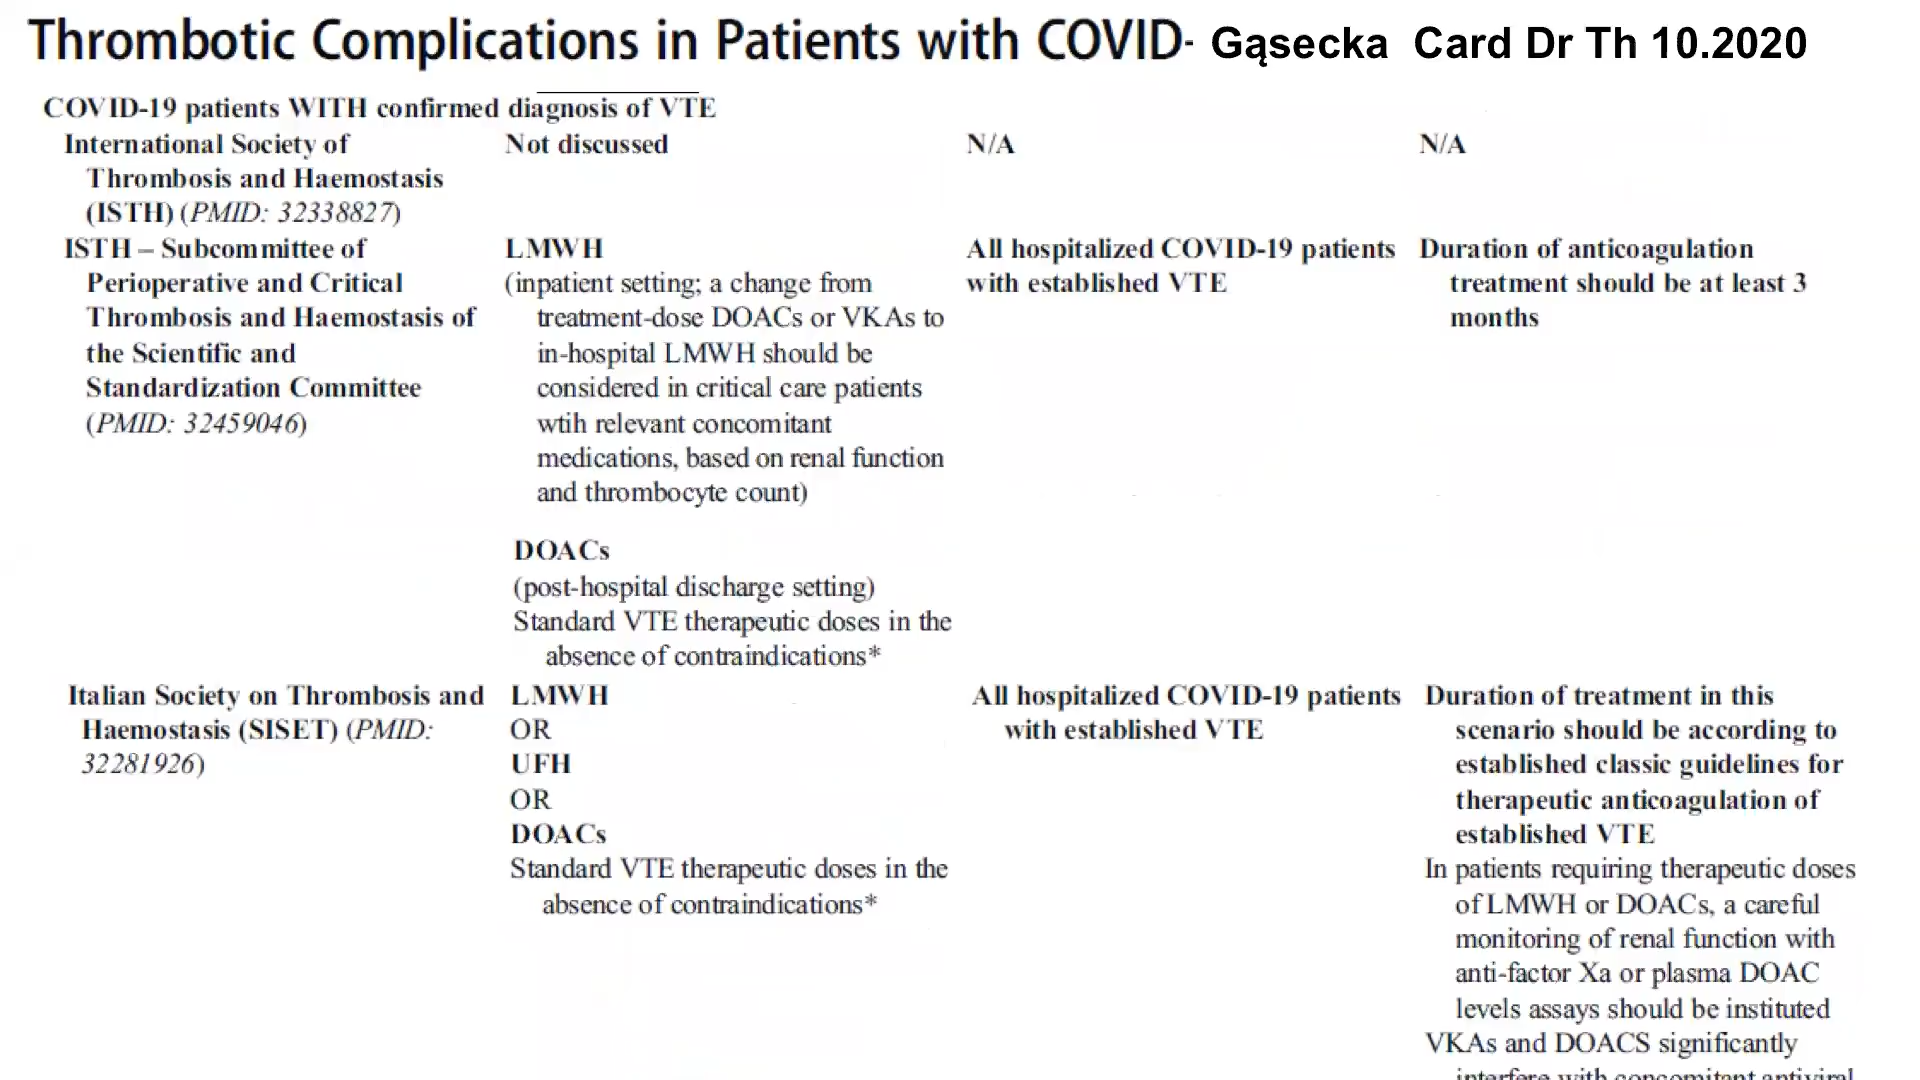 Thrombotic Complications in Patients with COVID- Gąsecka Card Dr Th 10.2020
COVID-19 patients WITH confirmed diagnosis of VTE
International Society of
Thrombosis and Haemostasis
(ISTH) (PMID: 32338827)
Not discussed
N/A
N/A
ISTH – Subcommittee of
Perioperative and Critical
Thrombosis and Haemostasis of
the Scientific and
Standardization Committee
(PMID: 32459046)
LMWH
(inpatient setting; a change from
treatment-dose DOACs or VKAs to
in-hospital LMWH should be
considered in critical care patients
wtih relevant concomitant
medications, based on renal function
and thrombocyte count)
DOACs
(post-hospital discharge setting)
Standard VTE therapeutic doses in the
absence of contraindications*
All hospitalized COVID-19 patients
with established VTE
Duration of anticoagulation
treatment should be at least 3
months
Italian Society on Thrombosis and
Haemostasis (SISET) (PMID:
32281926)
LMWH
OR
UFH
OR
DOACs
Standard VTE therapeutic doses in the
absence of contraindications*
All hospitalized COVID-19 patients
with established VTE
Duration of treatment in this
scenario should be according to
established classic guidelines for
therapeutic anticoagulation of
established VTE
In patients requiring therapeutic doses
of LMWH or DOACs, a careful
monitoring of renal function with
anti-factor Xa or plasma DOAC
levels assays should be instituted
VKAs and DOACS significantly
interfere with concomitant antiviral